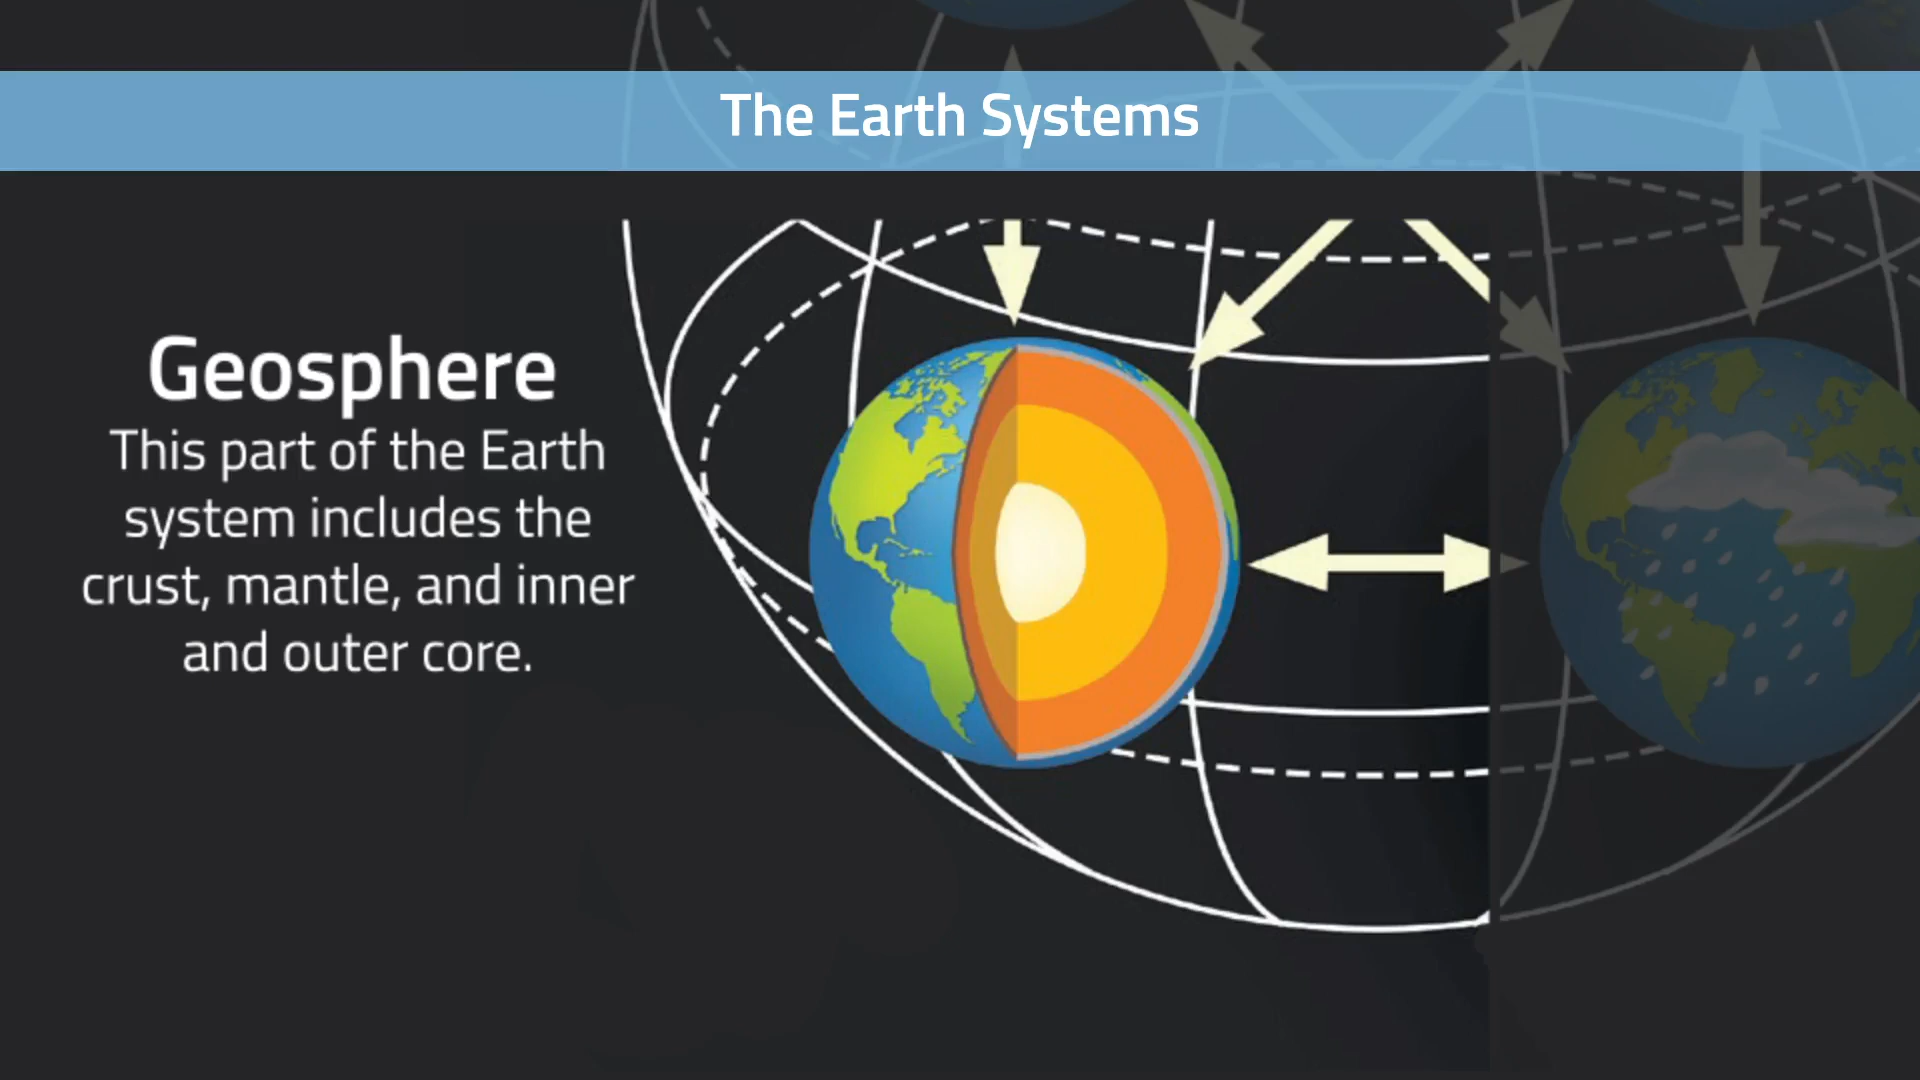 The Earth Systems
Geosphere
This part of the Earth
system includes the
crust, mantle, and inner
and outer core.